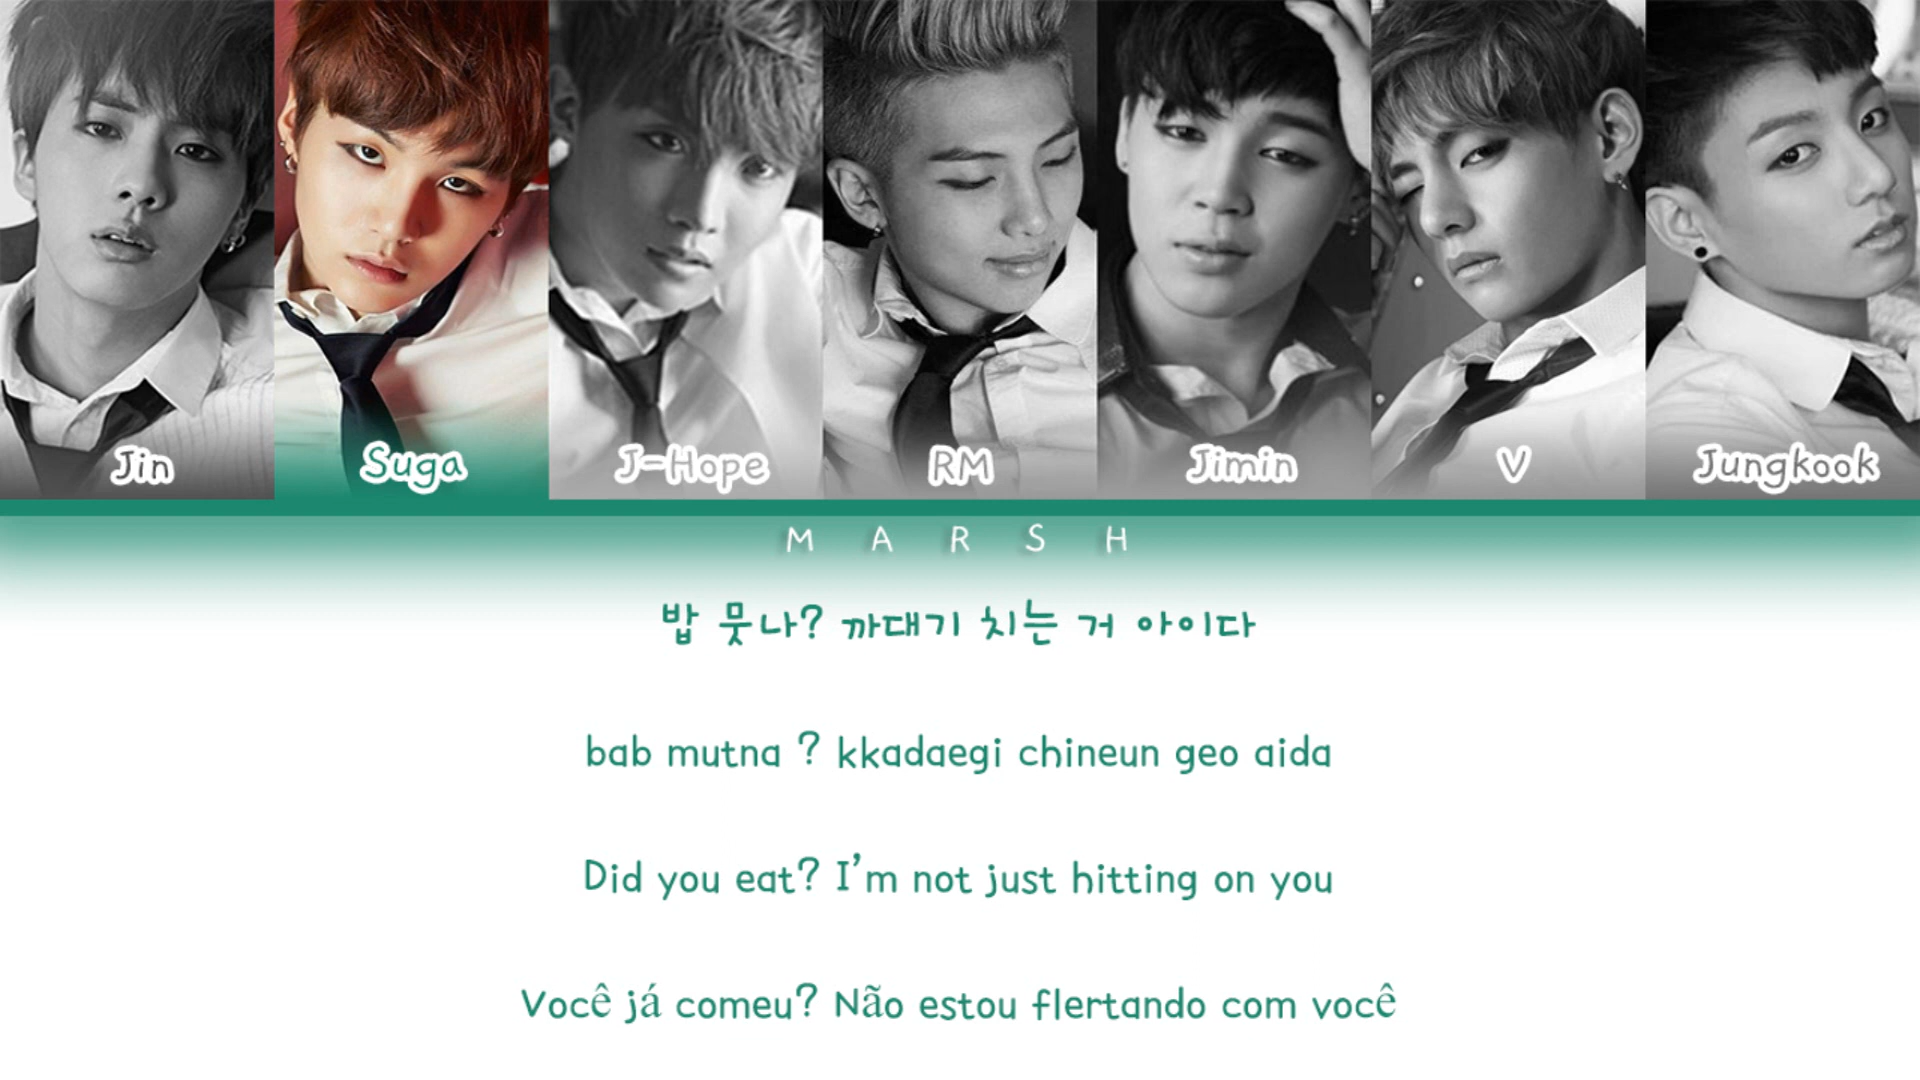 Jin Suga J-Hope RM Jimin V Jungkook
M A R S H
밥 뭇나? 까대기 치는 거 아이다
bab mutna ? kkadaegi chineun geo aida
Did you eat? I'm not just hitting on you
Você já comeu? Não estou flertando com você